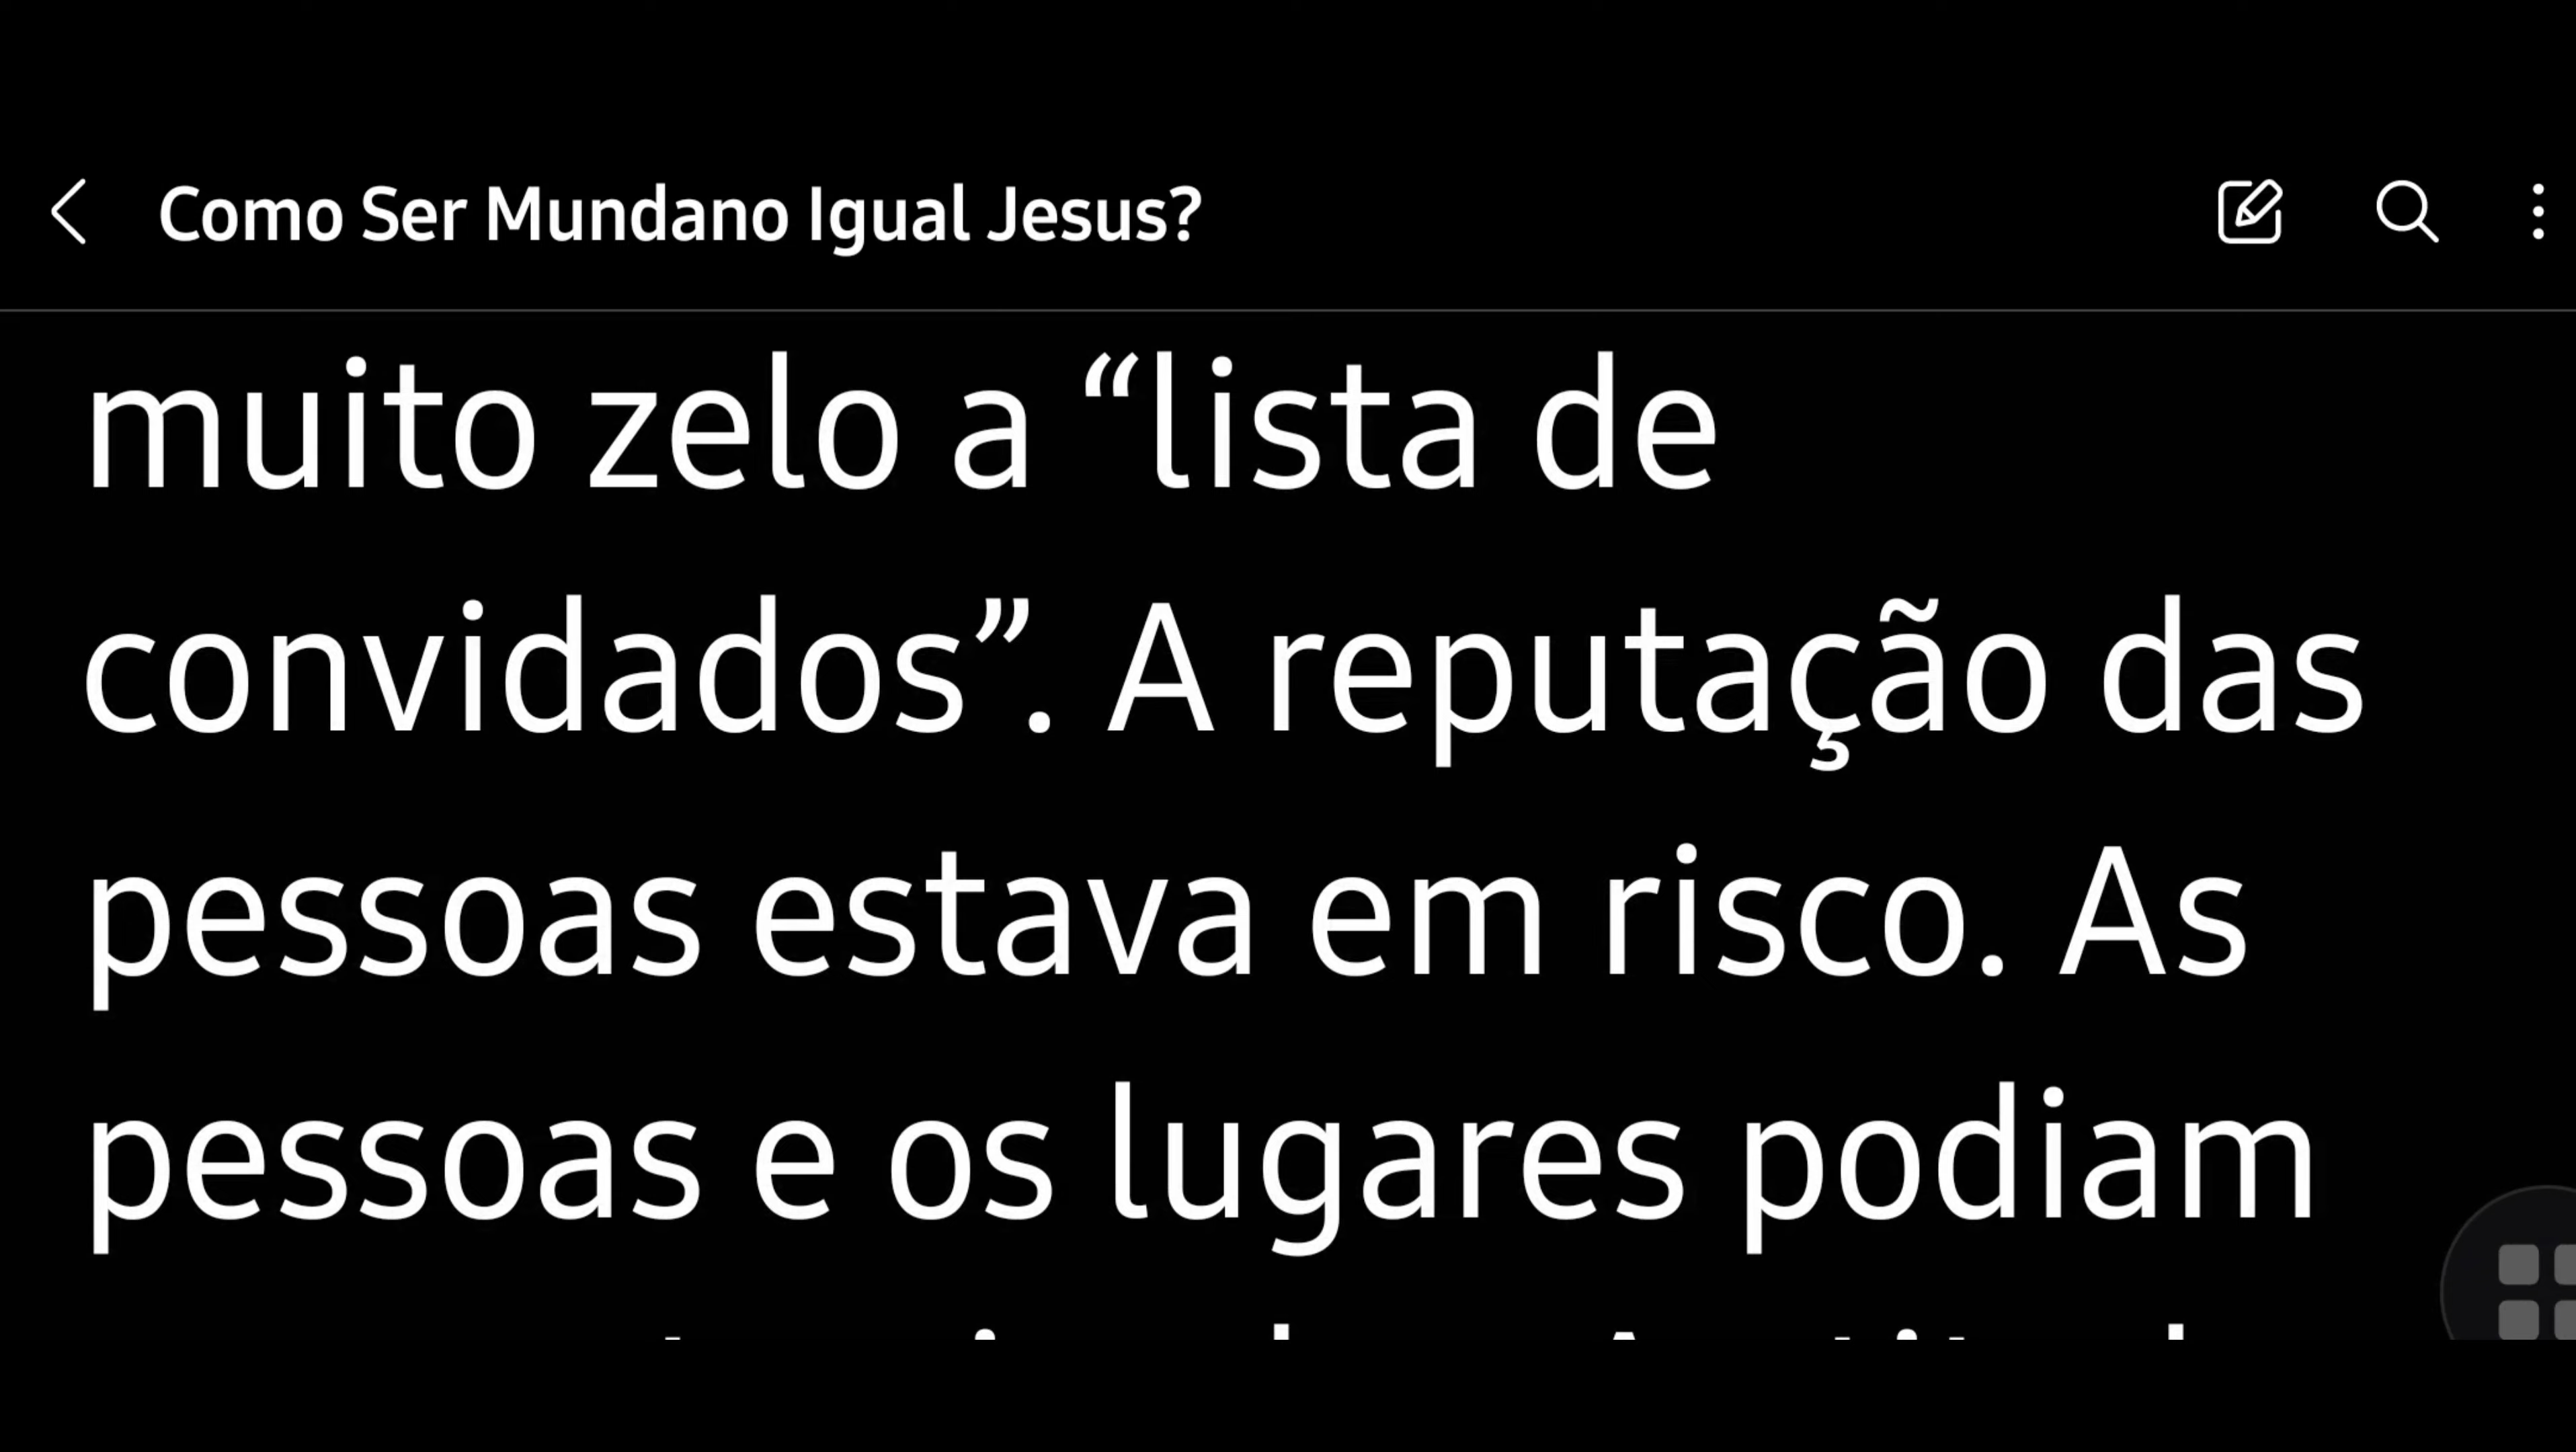 Como Ser Mundano Igual Jesus?
muito zelo a “lista de
convidados”. A reputação das
pessoas estava em risco. As
pessoas e os lugares podiam